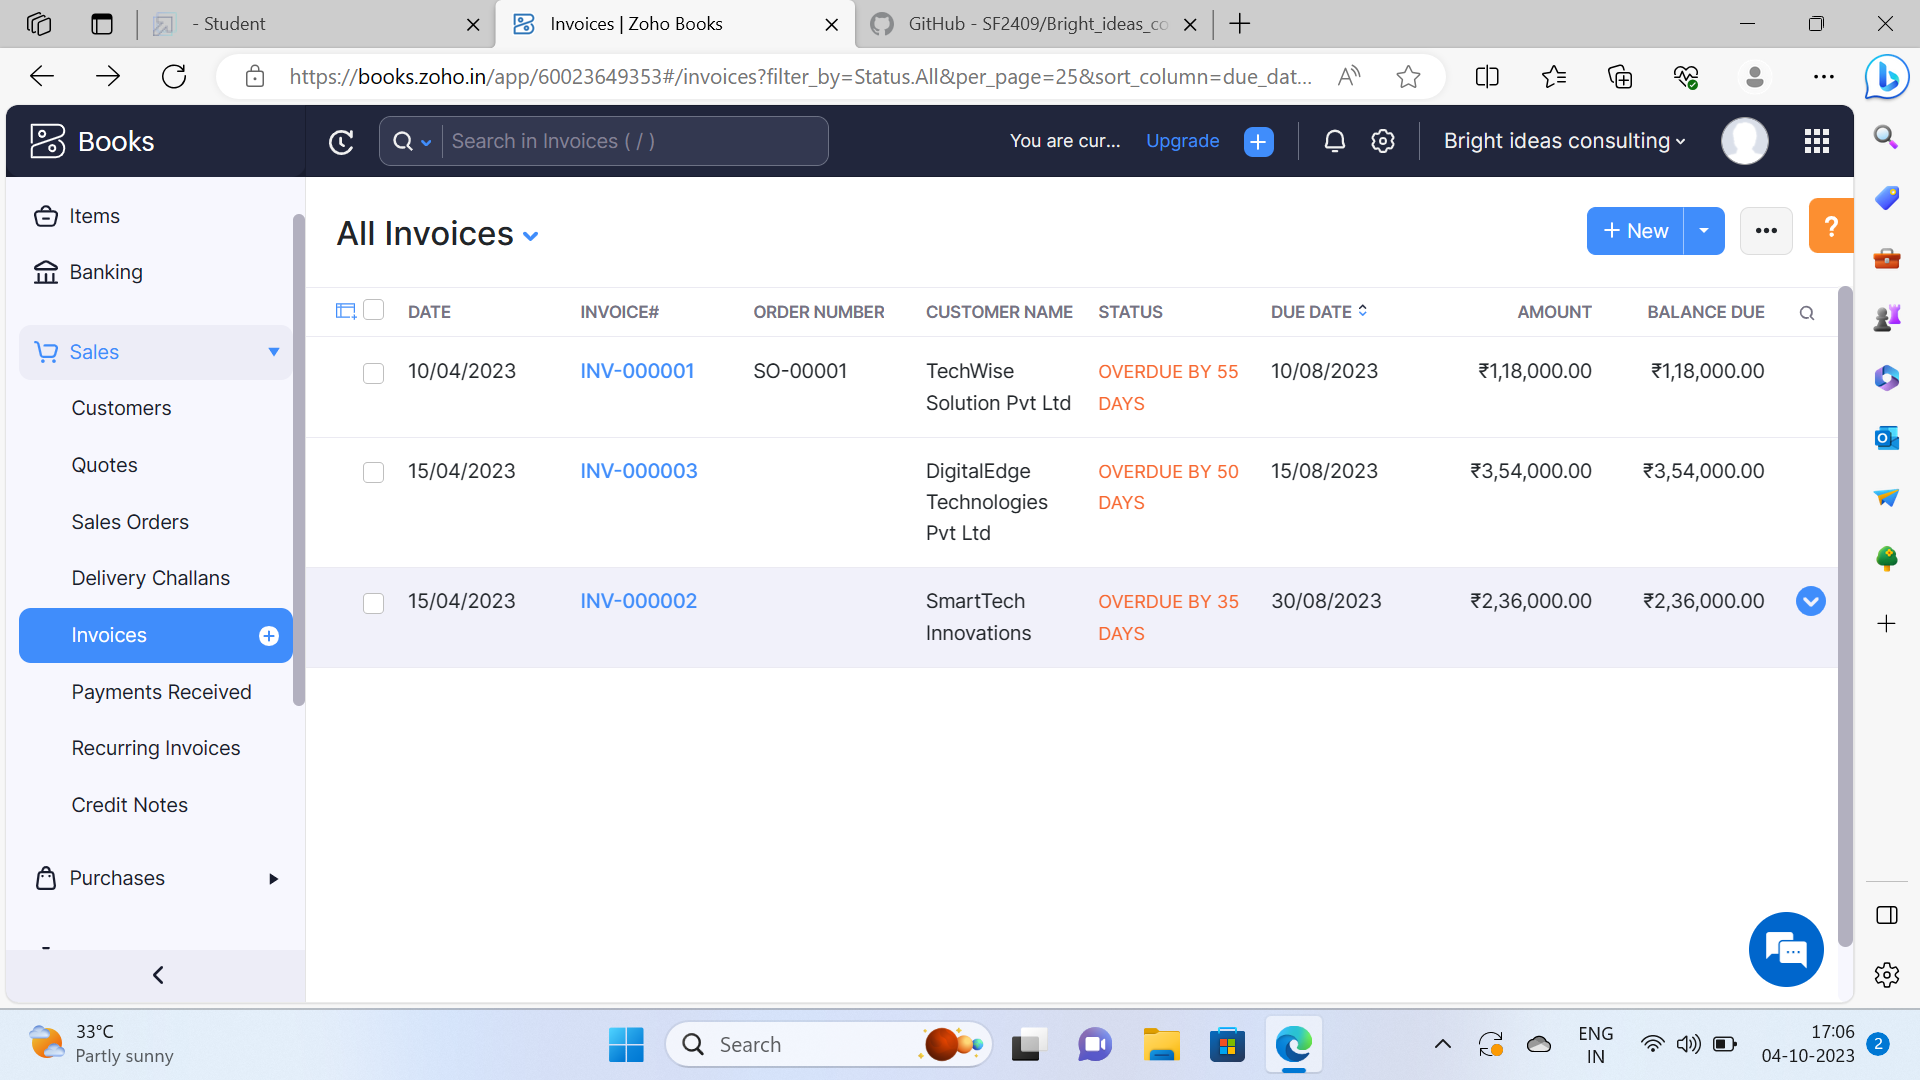 - Student
Invoices | Zoho Books
GitHub - SF2409/Bright_ideas_co
https://books.zoho.in/app/60023649353#/invoices?filter_by=Status.All&per_page=25&sort_column=due_dat...
Books
Search in Invoices ( / )
You are cur...
Upgrade
Bright ideas consulting
Items
Banking
Sales
Customers
Quotes
Sales Orders
Delivery Challans
Invoices
Payments Received
Recurring Invoices
Credit Notes
Purchases
All Invoices
+ New
?
DATE INVOICE# ORDER NUMBER CUSTOMER NAME STATUS DUE DATE AMOUNT BALANCE DUE
10/04/2023 INV-000001 SO-00001 TechWise OVERDUE BY 55 10/08/2023 ₹1,18,000.00 ₹1,18,000.00
Solution Pvt Ltd DAYS
15/04/2023 INV-000003 DigitalEdge OVERDUE BY 50 15/08/2023 ₹3,54,000.00 ₹3,54,000.00
Technologies DAYS
Pvt Ltd
15/04/2023 INV-000002 SmartTech OVERDUE BY 35 30/08/2023 ₹2,36,000.00 ₹2,36,000.00
Innovations DAYS
33°C
Partly sunny
Search
ENG
IN
17:06
04-10-2023
2